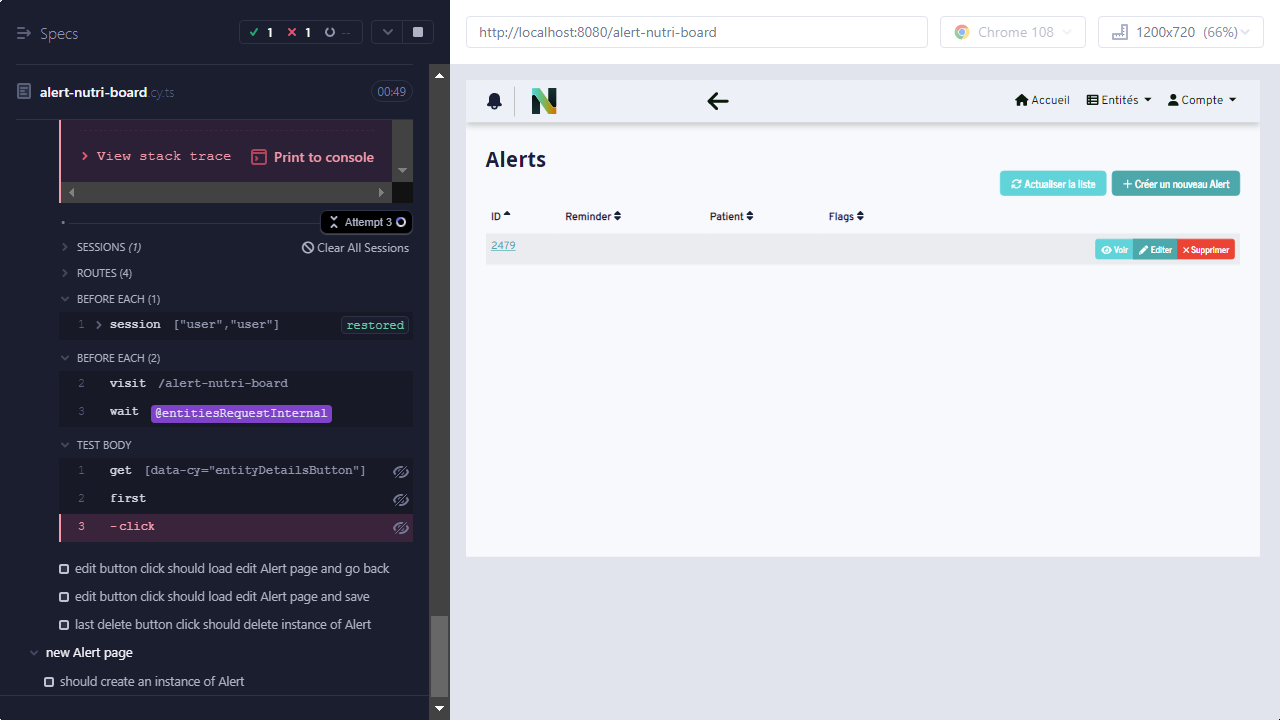 Specs
1
1
--
alert-nutri-board.cy.ts
00:49
View stack trace
Print to console
Attempt 3
SESSIONS (1)
Clear All Sessions
ROUTES (4)
BEFORE EACH (1)
1 session ["user","user"] restored
BEFORE EACH (2)
2 visit /alert-nutri-board
3 wait @entitiesRequestInternal
TEST BODY
1 get [data-cy="entityDetailsButton"]
2 first
3 -click
edit button click should load edit Alert page and go back
edit button click should load edit Alert page and save
last delete button click should delete instance of Alert
new Alert page
should create an instance of Alert
http://localhost:8080/alert-nutri-board
Chrome 108
1200x720 (66%)
N
Accueil
Entités
Compte
Alerts
Actualiser la liste
+ Créer un nouveau Alert
ID
Reminder
Patient
Flags
2479
Voir
Editer
Supprimer